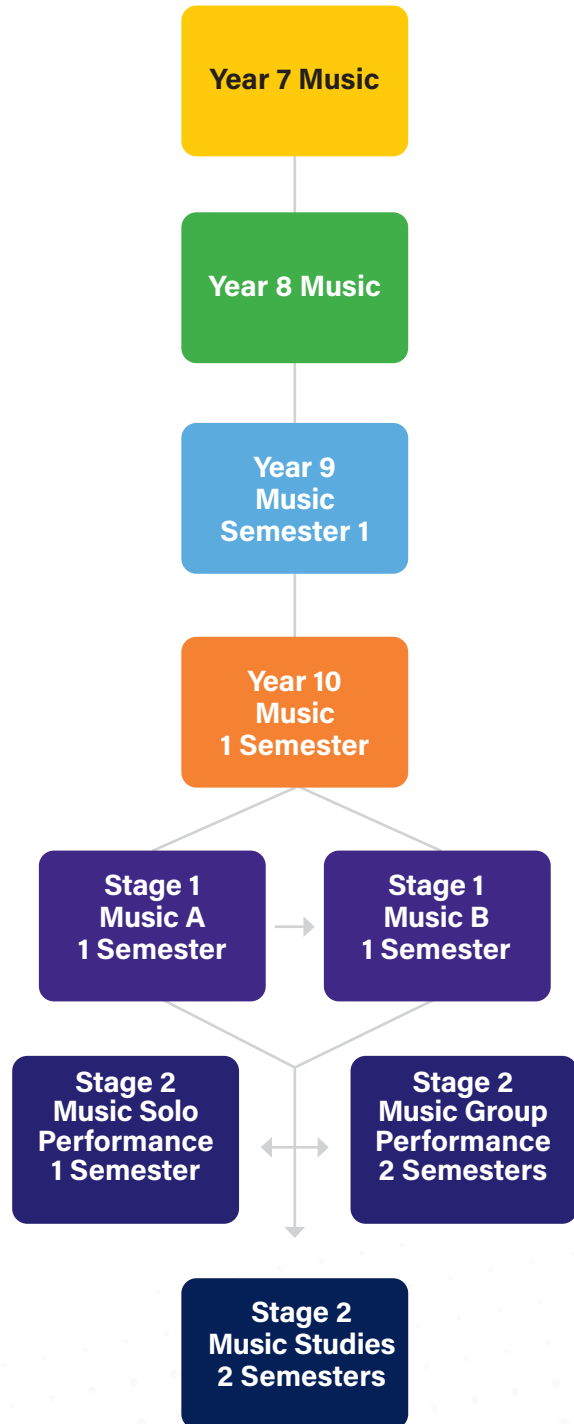 Year 7 Music
Year 8 Music
Year 9
Music
Semester 1
Year 10
Music
1 Semester
Stage 1
Music A
1 Semester
Stage 1
Music B
1 Semester
Stage 2
Music Solo
Performance
1 Semester
Stage 2
Music Group
Performance
2 Semesters
Stage 2
Music Studies
2 Semesters